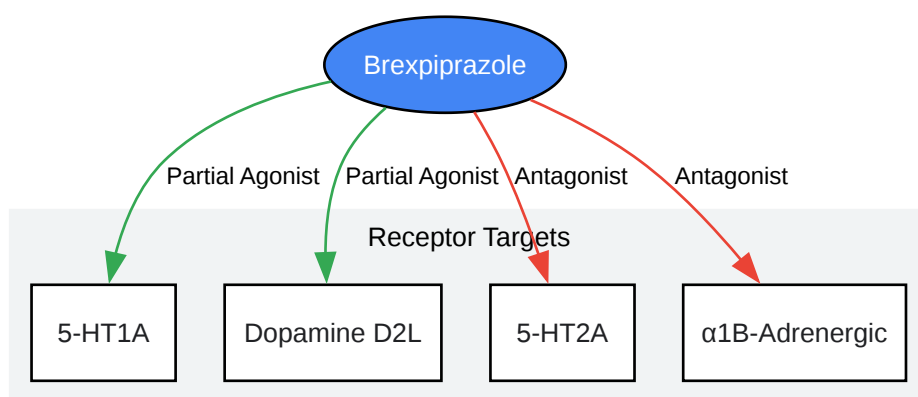 Brexpiprazole
Partial Agonist
Partial Agonist
Antagonist
Antagonist
Receptor Targets
5-HT1A
Dopamine D2L
5-HT2A
α1B-Adrenergic